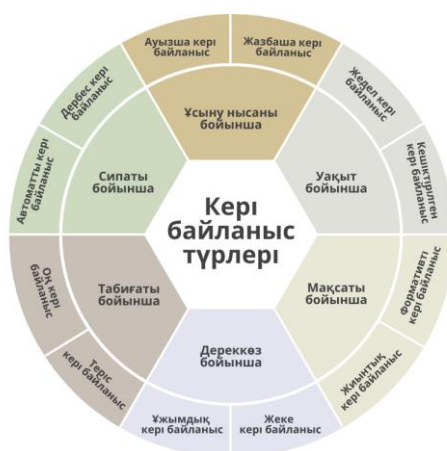 Кері
байланыс
түрлері
Ұсыну нысаны
бойынша
Ауызша кері
байланыс
Жазбаша кері
байланыс
Уақыт
бойынша
Жедел кері
байланыс
Кешіктірілген
кері байланыс
Мақсаты
бойынша
Формативті
кері байланыс
Жиынтық
кері байланыс
Дереккөз
бойынша
Жеке
кері байланыс
Ұжымдық
кері байланыс
Табиғаты
бойынша
Теріс
кері байланыс
Оң кері
байланыс
Сипаты
бойынша
Автоматты кері
байланыс
Дербес кері
байланыс